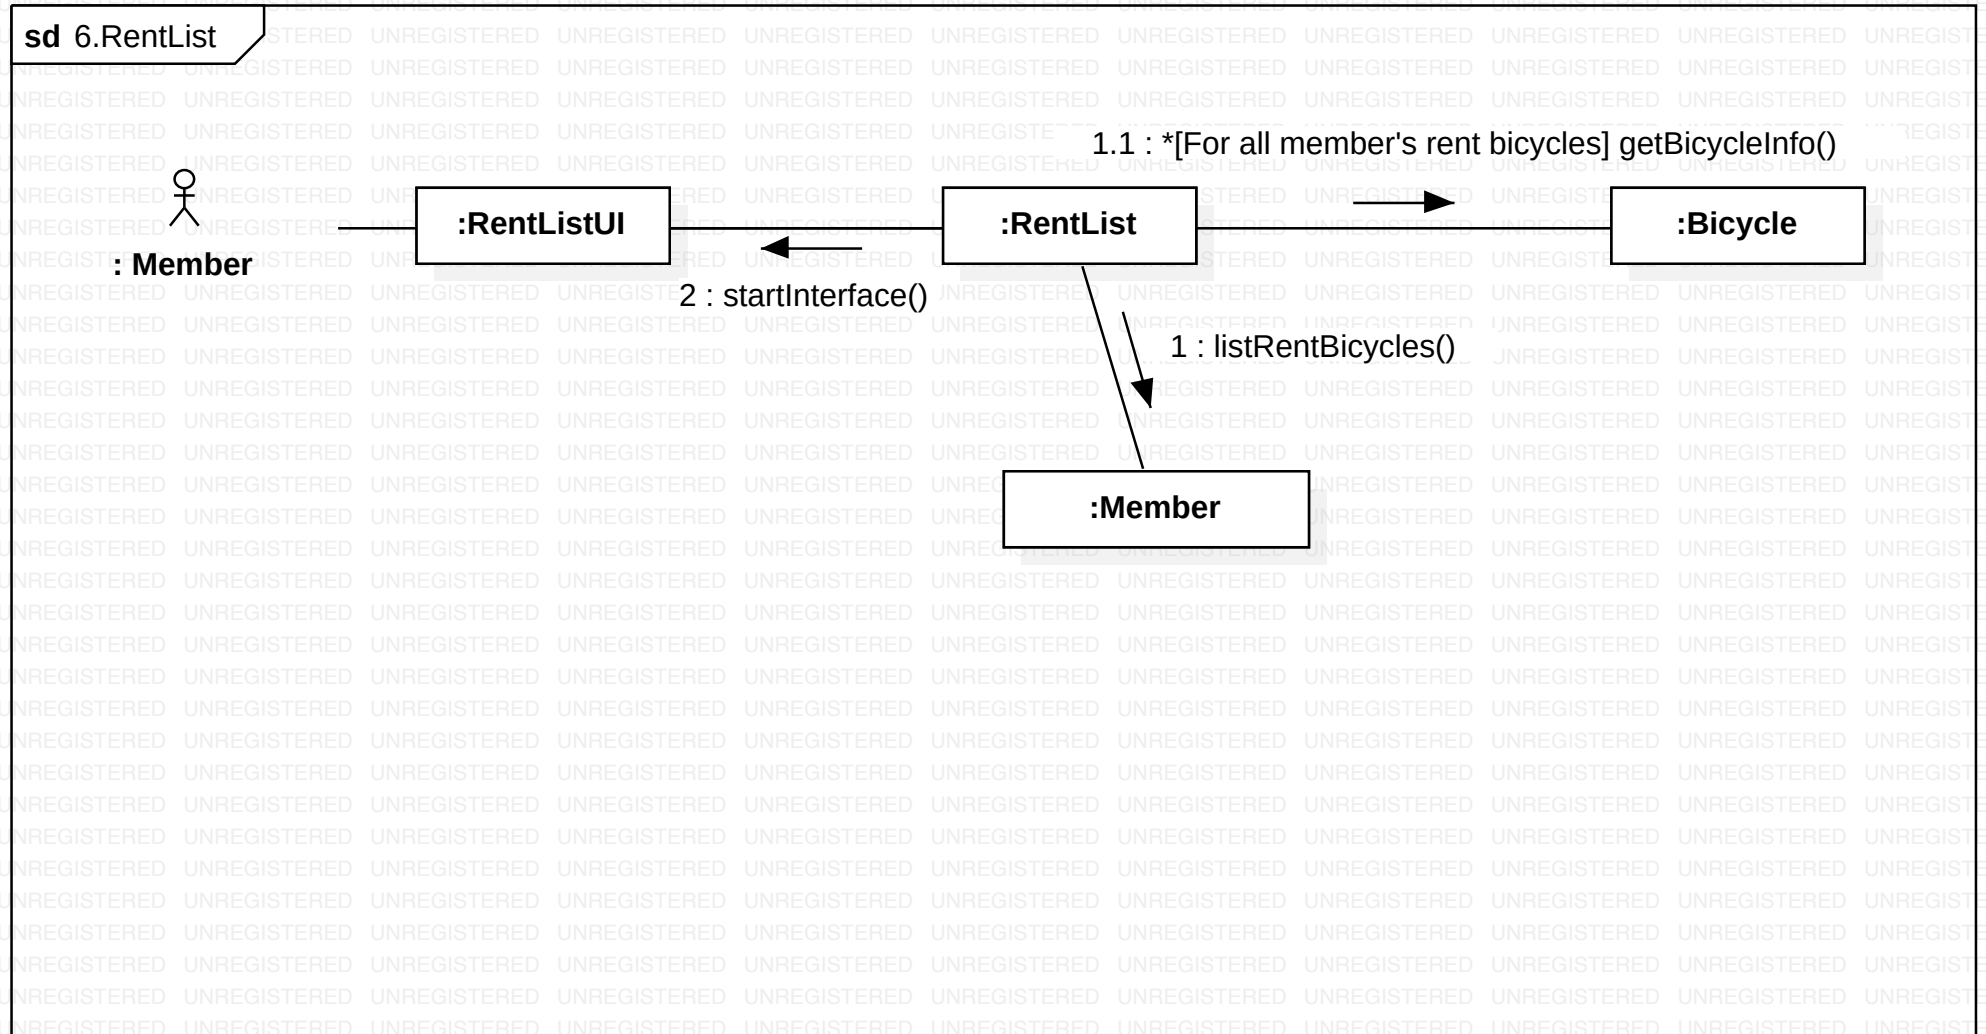 sd 6.RentList
1.1 : *[For all member's rent bicycles] getBicycleInfo()
: Member
:RentListUI
:RentList
:Bicycle
2 : startInterface()
1 : listRentBicycles()
:Member
UNREGISTERED